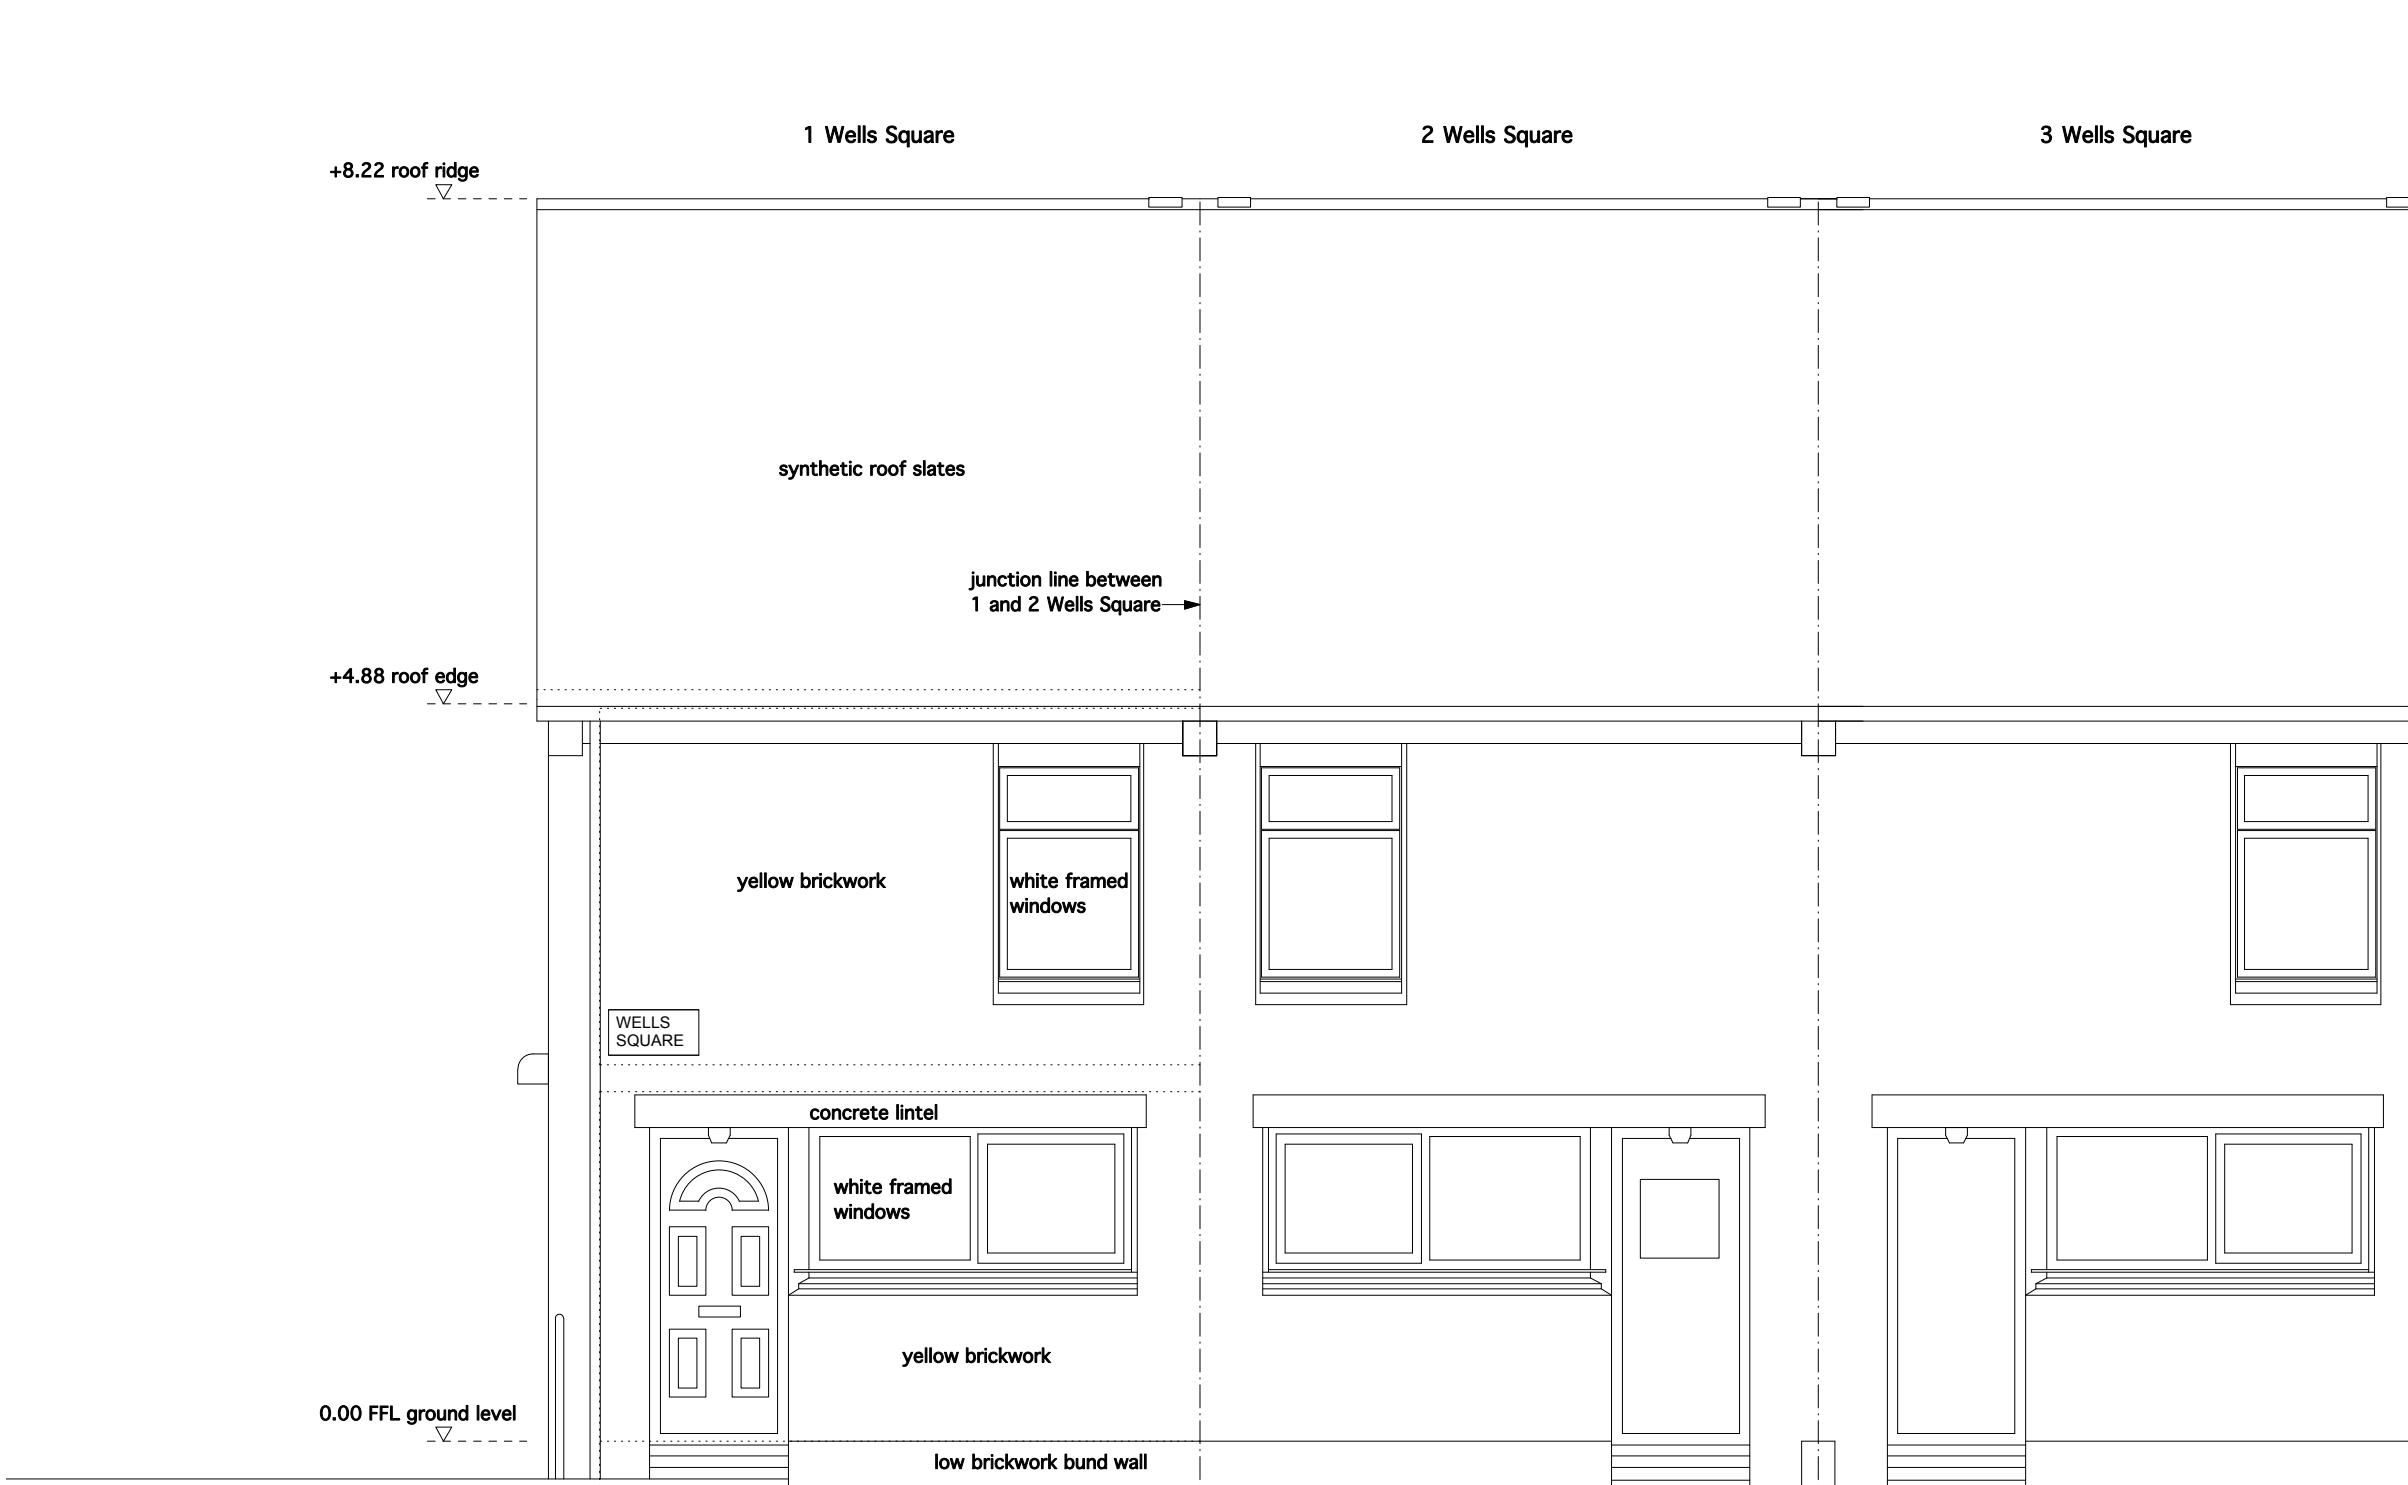 1 Wells Square
2 Wells Square
3 Wells Square
+8.22 roof ridge
synthetic roof slates
junction line between
1 and 2 Wells Square
+4.88 roof edge
yellow brickwork
white framed
windows
WELLS
SQUARE
concrete lintel
white framed
windows
yellow brickwork
0.00 FFL ground level
low brickwork bund wall